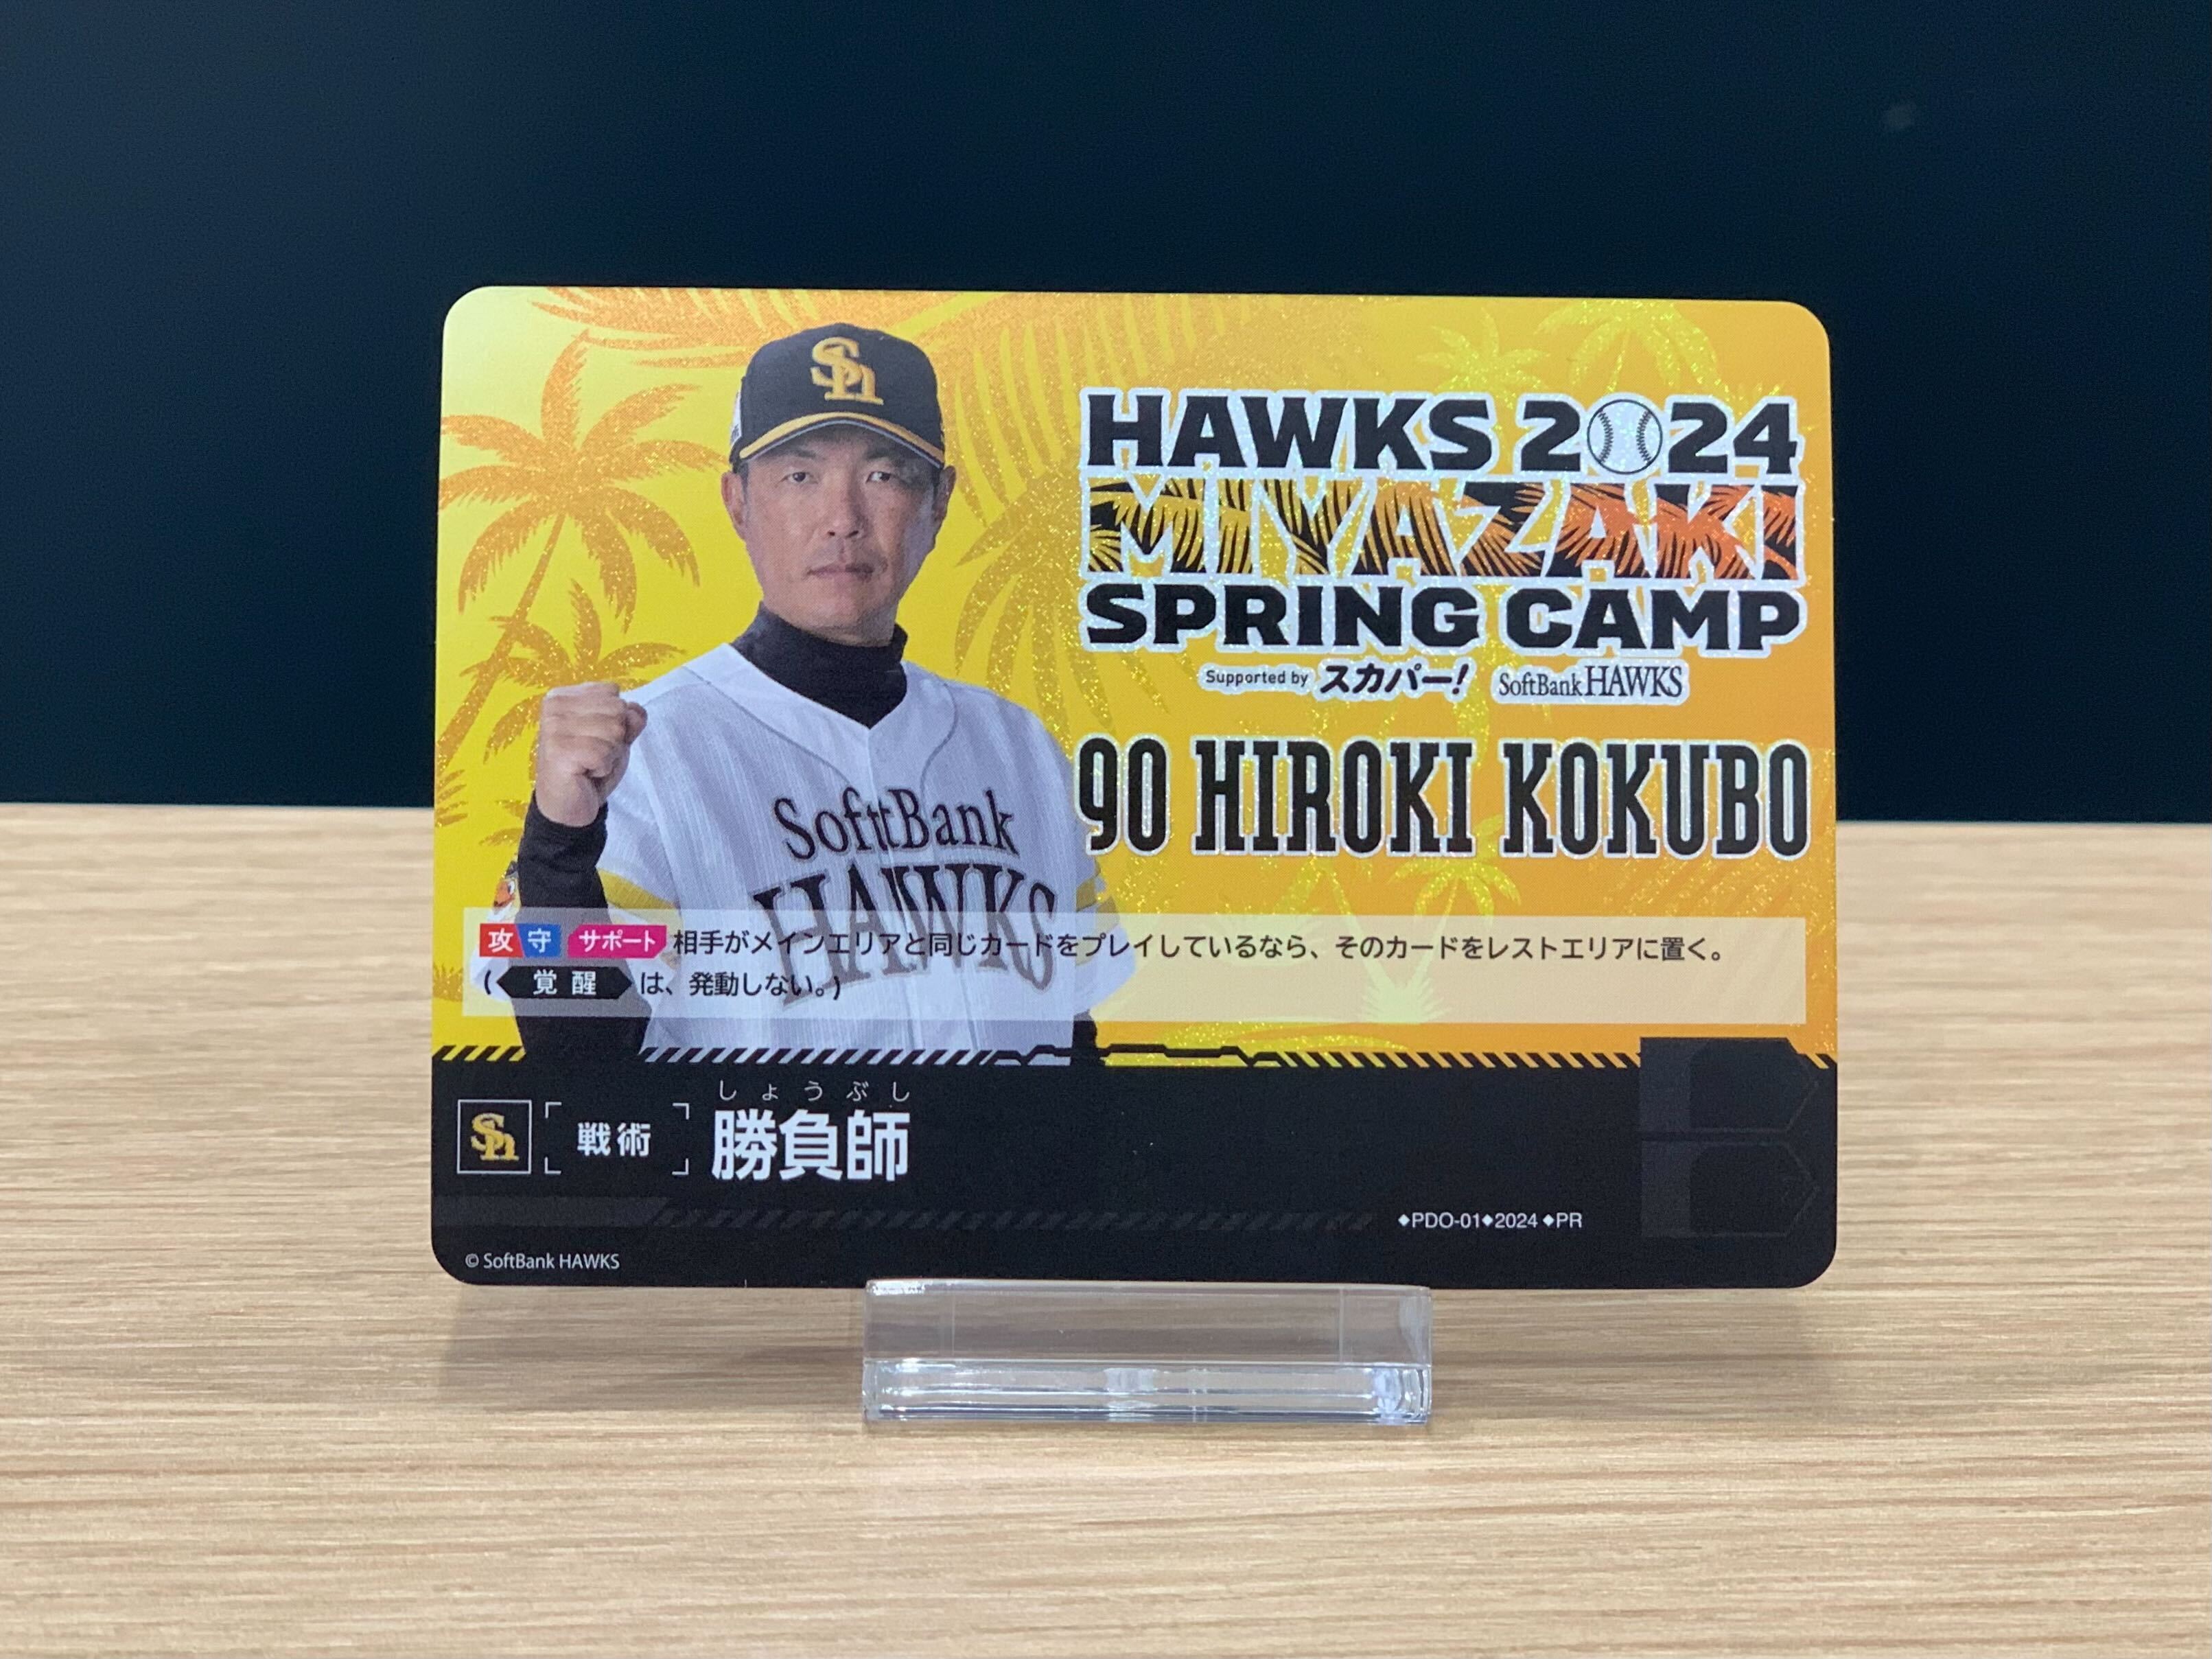 Sh
HAWKS 2024
MIYAZAKI
SPRING CAMP
Supported by スカパー! SoftBank HAWKS
90 HIROKI KOKUBO
SoftBank
HAWKS
攻 守 サポート 相手がメインエリアと同じカードをプレイしているなら、そのカードをレストエリアに置く。
( 覚醒 は、発動しない。)
しょうぶし
Sh 戦術 勝負師
◆PDO-01◆2024◆PR
© SoftBank HAWKS